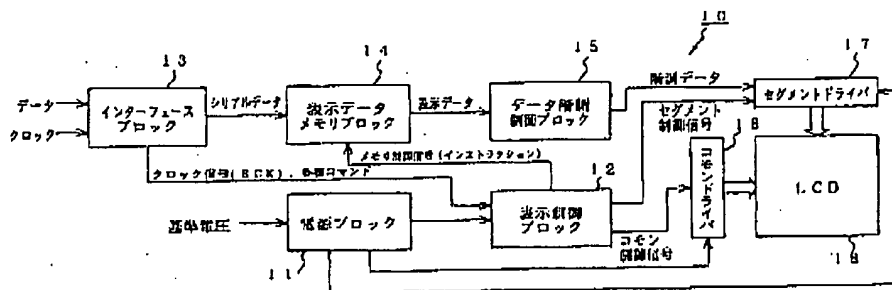 10
13
14
15
17
データ
クロック
インターフェース
ブロック
シリアルデータ
表示データ
メモリブロック
表示データ
データ階調
制御ブロック
階調データ
セグメントドライバ
セグメント
制御信号
18
コモンドライバ
LCD
メモリ制御信号(インストラクション)
クロック信号(SCK)、各種コマンド
12
基準電圧
電源ブロック
表示制御
ブロック
コモン
制御信号
11